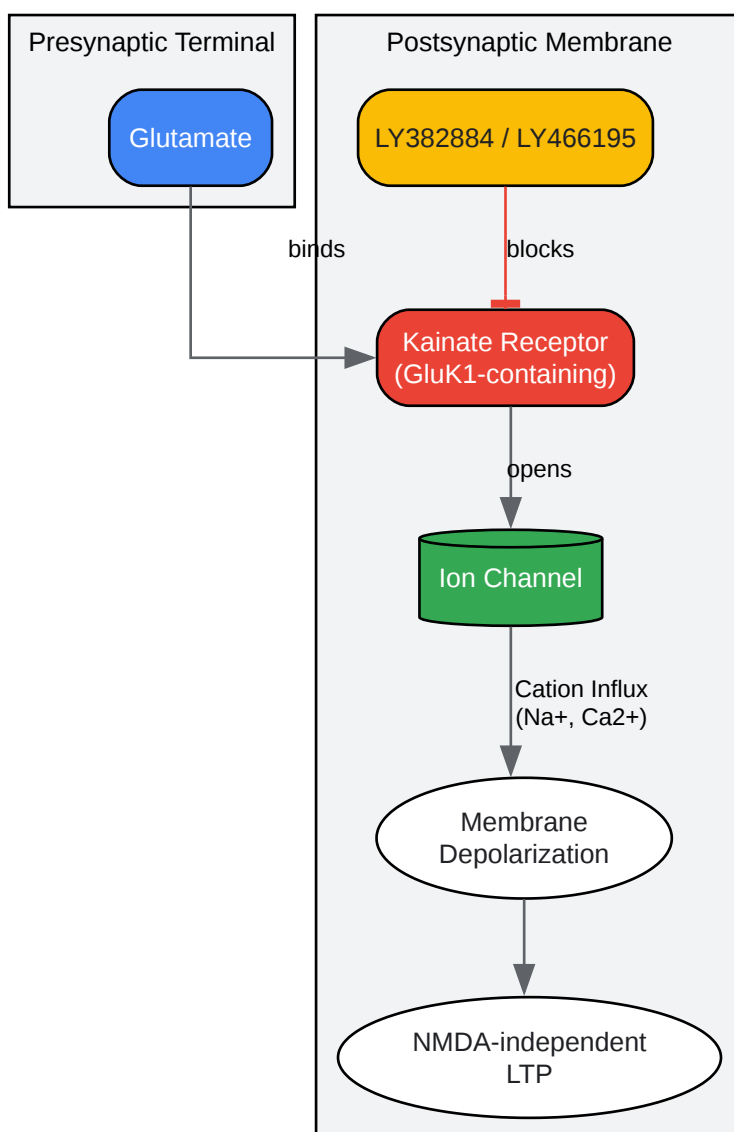 Presynaptic Terminal
Postsynaptic Membrane
Glutamate
LY382884 / LY466195
binds
blocks
Kainate Receptor
(GluK1-containing)
opens
Ion Channel
Cation Influx
(Na+, Ca2+)
Membrane
Depolarization
NMDA-independent
LTP